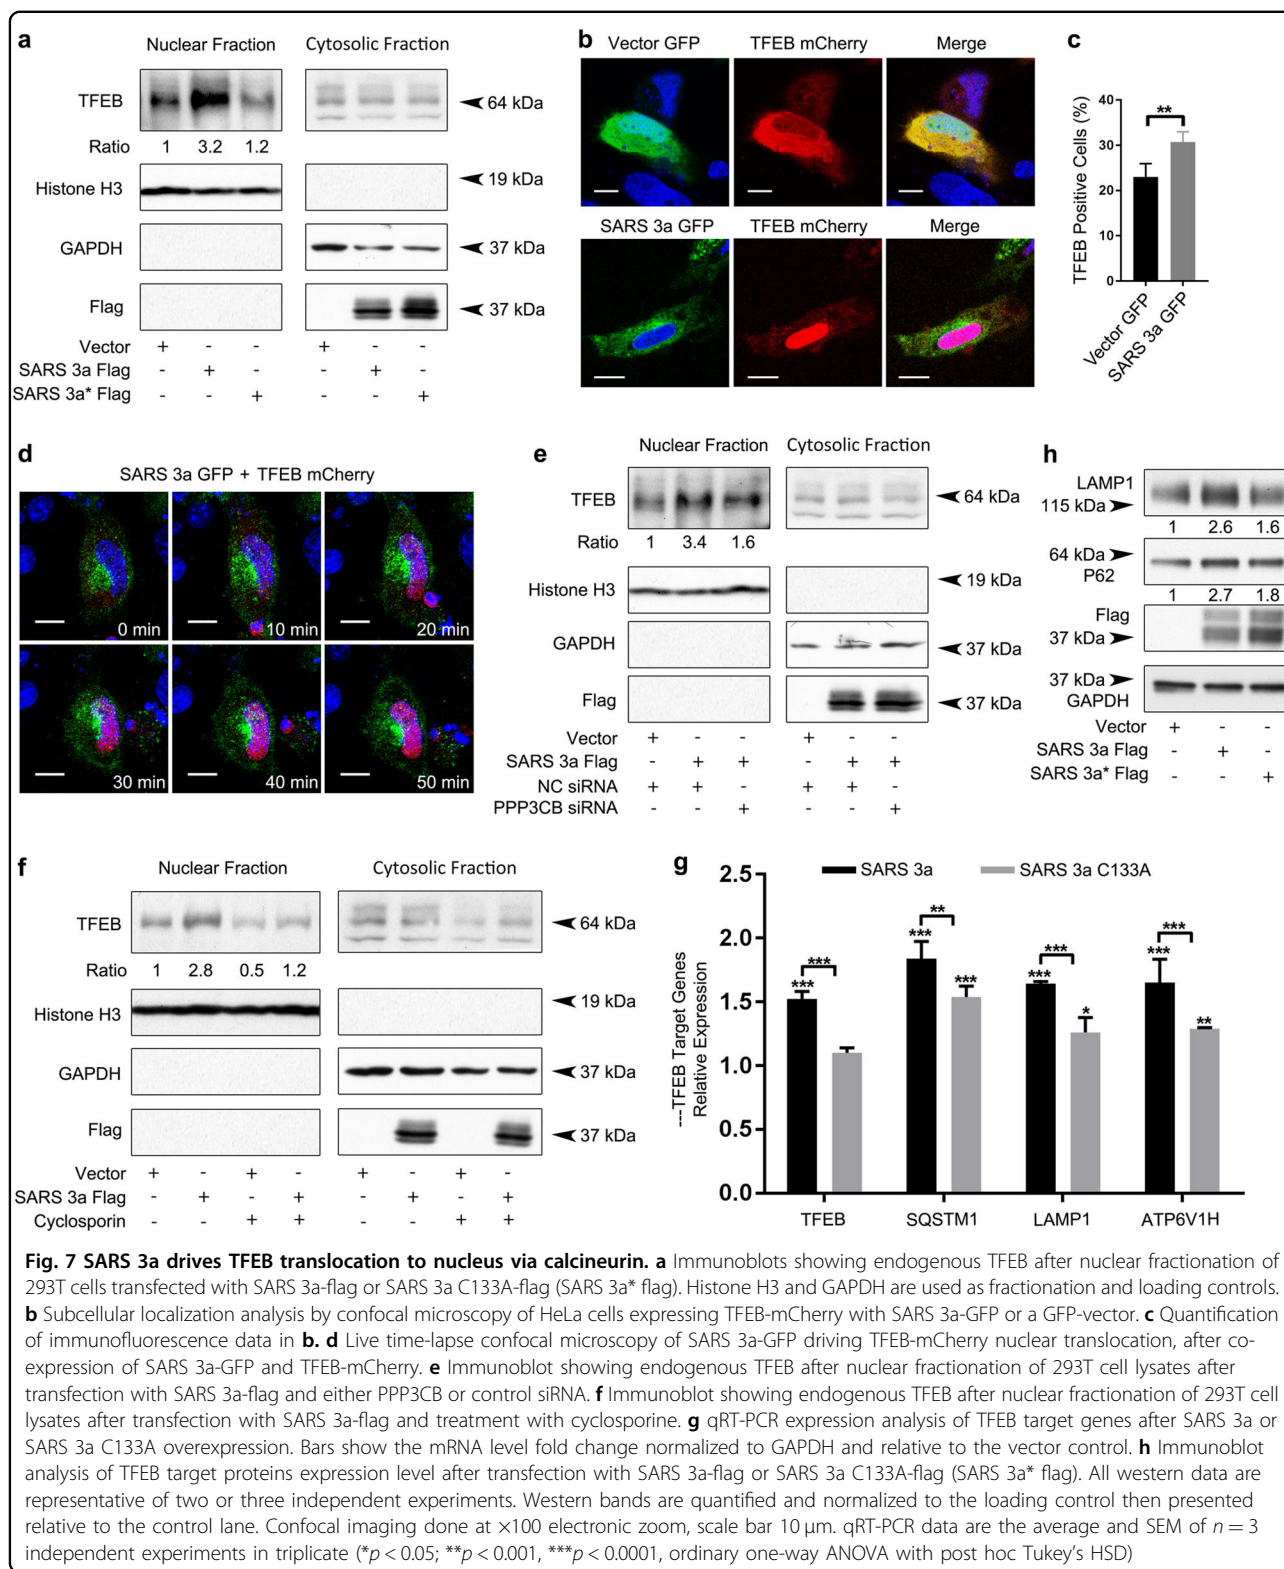 a
Nuclear Fraction Cytosolic Fraction
TFEB 64 kDa
Ratio 1 3.2 1.2
Histone H3 19 kDa
GAPDH 37 kDa
Flag 37 kDa
Vector + - - + - -
SARS 3a Flag - + - - + -
SARS 3a* Flag - - + - - +
b
Vector GFP TFEB mCherry Merge
SARS 3a GFP TFEB mCherry Merge
c
TFEB Positive Cells (%)
40
30
20
10
0
**
Vector GFP
SARS 3a GFP
d
SARS 3a GFP + TFEB mCherry
0 min 10 min 20 min
30 min 40 min 50 min
e
Nuclear Fraction Cytosolic Fraction
TFEB 64 kDa
Ratio 1 3.4 1.6
Histone H3 19 kDa
GAPDH 37 kDa
Flag 37 kDa
Vector + - - + - -
SARS 3a Flag - + + - + +
NC siRNA + + - + + -
PPP3CB siRNA - - + - - +
h
LAMP1
115 kDa
1 2.6 1.6
64 kDa
P62
1 2.7 1.8
Flag
37 kDa
37 kDa
GAPDH
Vector + - -
SARS 3a Flag - + -
SARS 3a* Flag - - +
f
Nuclear Fraction Cytosolic Fraction
TFEB 64 kDa
Ratio 1 2.8 0.5 1.2
Histone H3 19 kDa
GAPDH 37 kDa
Flag 37 kDa
Vector + - + - + - + -
SARS 3a Flag - + - + - + - +
Cyclosporin - - + + - - + +
g
SARS 3a SARS 3a C133A
---TFEB Target Genes
Relative Expression
2.5
2.0
1.5
1.0
0.5
0.0
*** *** ** *** *** *** *** * *** *** **
TFEB SQSTM1 LAMP1 ATP6V1H
Fig. 7 SARS 3a drives TFEB translocation to nucleus via calcineurin. a Immunoblots showing endogenous TFEB after nuclear fractionation of
293T cells transfected with SARS 3a-flag or SARS 3a C133A-flag (SARS 3a* flag). Histone H3 and GAPDH are used as fractionation and loading controls.
b Subcellular localization analysis by confocal microscopy of HeLa cells expressing TFEB-mCherry with SARS 3a-GFP or a GFP-vector. c Quantification
of immunofluorescence data in b. d Live time-lapse confocal microscopy of SARS 3a-GFP driving TFEB-mCherry nuclear translocation, after co-
expression of SARS 3a-GFP and TFEB-mCherry. e Immunoblot showing endogenous TFEB after nuclear fractionation of 293T cell lysates after
transfection with SARS 3a-flag and either PPP3CB or control siRNA. f Immunoblot showing endogenous TFEB after nuclear fractionation of 293T cell
lysates after transfection with SARS 3a-flag and treatment with cyclosporine. g qRT-PCR expression analysis of TFEB target genes after SARS 3a or
SARS 3a C133A overexpression. Bars show the mRNA level fold change normalized to GAPDH and relative to the vector control. h Immunoblot
analysis of TFEB target proteins expression level after transfection with SARS 3a-flag or SARS 3a C133A-flag (SARS 3a* flag). All western data are
representative of two or three independent experiments. Western bands are quantified and normalized to the loading control then presented
relative to the control lane. Confocal imaging done at ×100 electronic zoom, scale bar 10 µm. qRT-PCR data are the average and SEM of n = 3
independent experiments in triplicate (*p < 0.05; **p < 0.001, ***p < 0.0001, ordinary one-way ANOVA with post hoc Tukey's HSD)